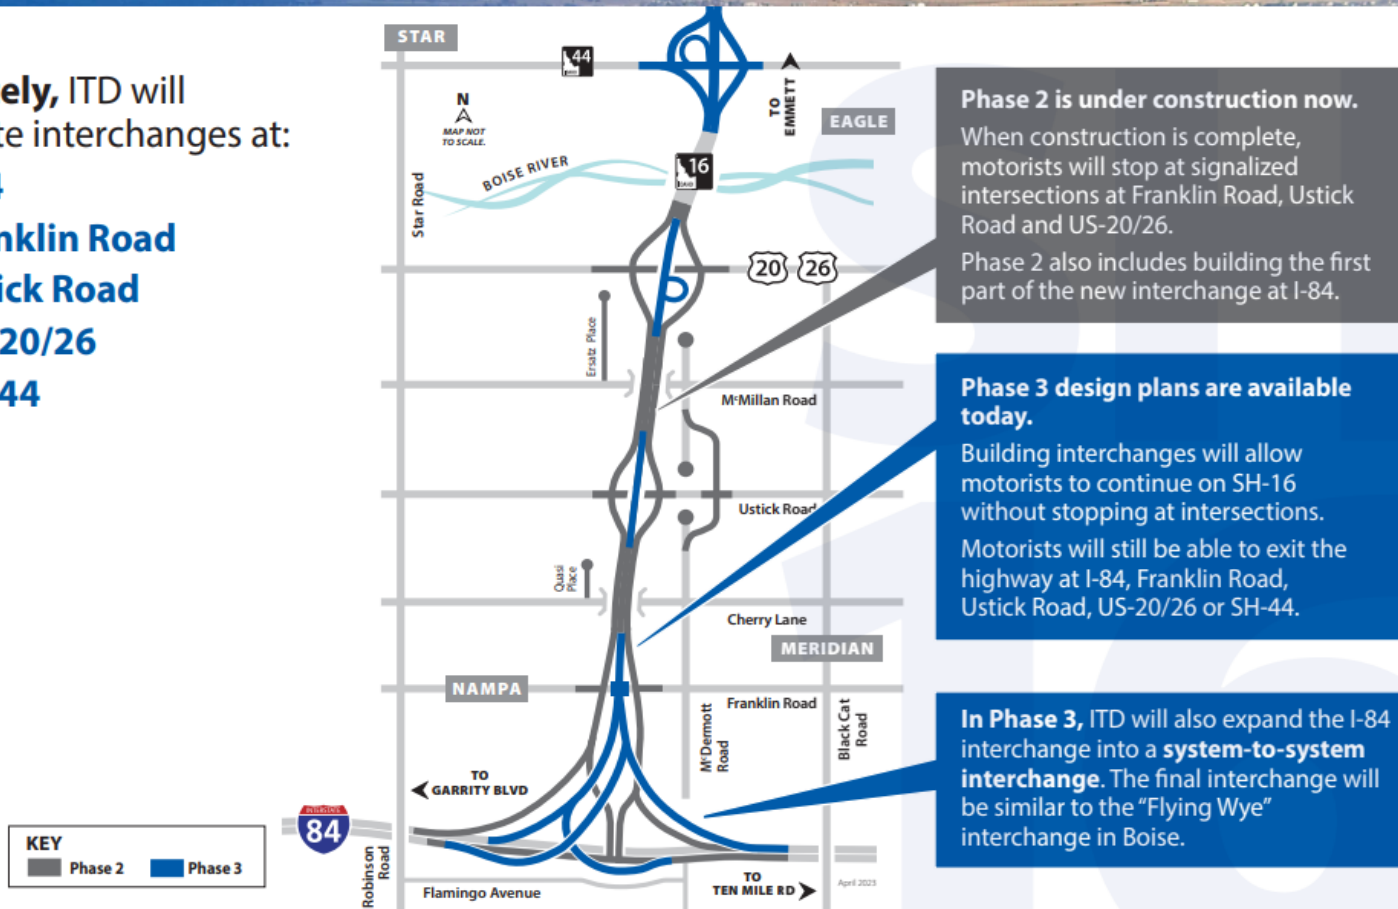 ely, ITD will
te interchanges at:
4
nklin Road
ick Road
20/26
44
STAR
44
IDAHO
N
MAP NOT
TO SCALE.
TO
EMMETT
EAGLE
BOISE RIVER
16
IDAHO
Star Road
20 26
Ersatz Place
McMillan Road
Ustick Road
Quasi
Place
Cherry Lane
MERIDIAN
NAMPA
Franklin Road
McDermott
Road
Black Cat
Road
TO
GARRITY BLVD
INTERSTATE
84
Robinson
Road
Flamingo Avenue
TO
TEN MILE RD
April 2023
KEY
Phase 2 Phase 3
Phase 2 is under construction now.
When construction is complete,
motorists will stop at signalized
intersections at Franklin Road, Ustick
Road and US-20/26.
Phase 2 also includes building the first
part of the new interchange at I-84.
Phase 3 design plans are available
today.
Building interchanges will allow
motorists to continue on SH-16
without stopping at intersections.
Motorists will still be able to exit the
highway at I-84, Franklin Road,
Ustick Road, US-20/26 or SH-44.
In Phase 3, ITD will also expand the I-84
interchange into a system-to-system
interchange. The final interchange will
be similar to the “Flying Wye”
interchange in Boise.